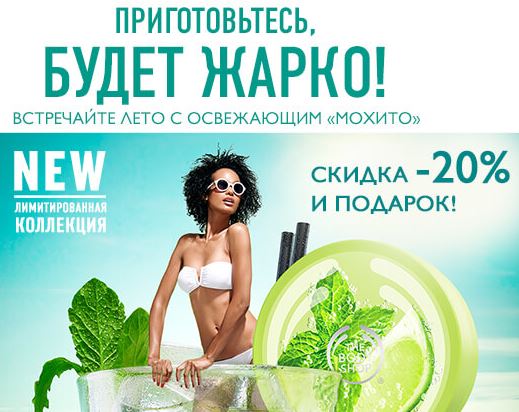 ПРИГОТОВЬТЕСЬ,
БУДЕТ ЖАРКО!
ВСТРЕЧАЙТЕ ЛЕТО С ОСВЕЖАЮЩИМ «МОХИТО»
NEW
ЛИМИТИРОВАННАЯ
КОЛЛЕКЦИЯ
СКИДКА -20%
И ПОДАРОК!
THE
BODY
SHOP